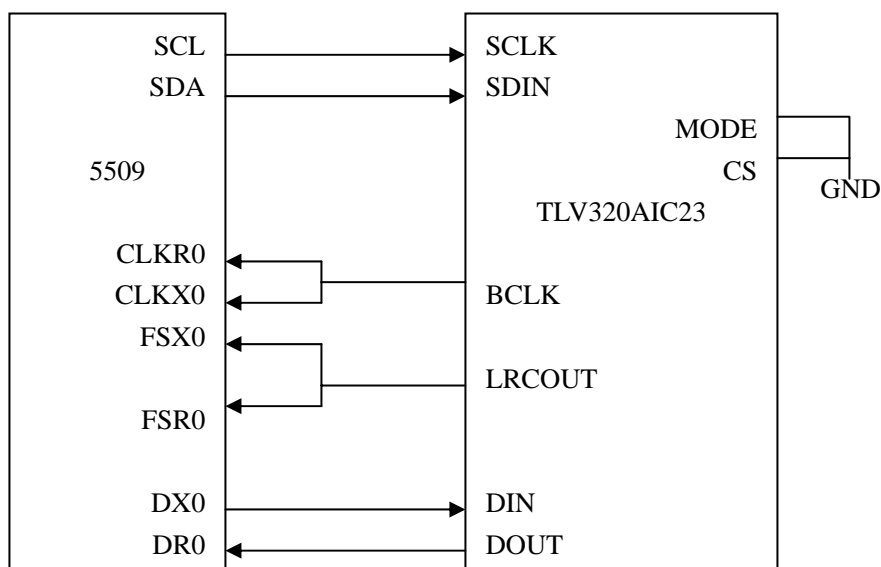 SCL
SCLK
SDA
SDIN
MODE
5509
CS
GND
TLV320AIC23
CLKR0
CLKX0
BCLK
FSX0
LRCOUT
FSR0
DX0
DIN
DR0
DOUT